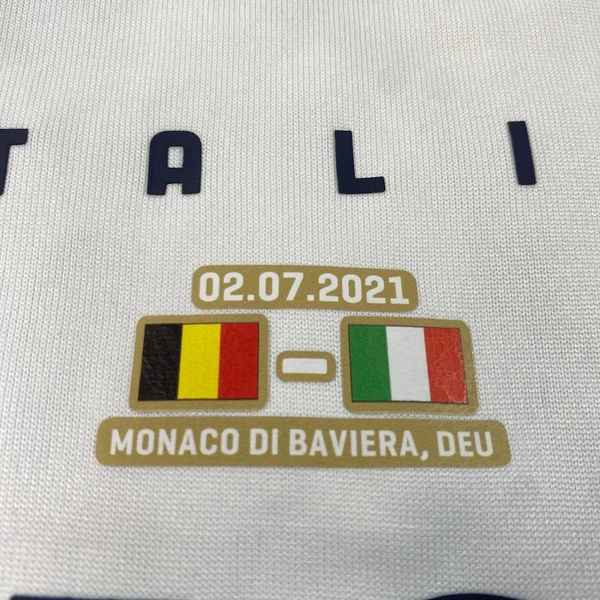 TALI
02.07.2021
MONACO DI BAVIERA, DEU